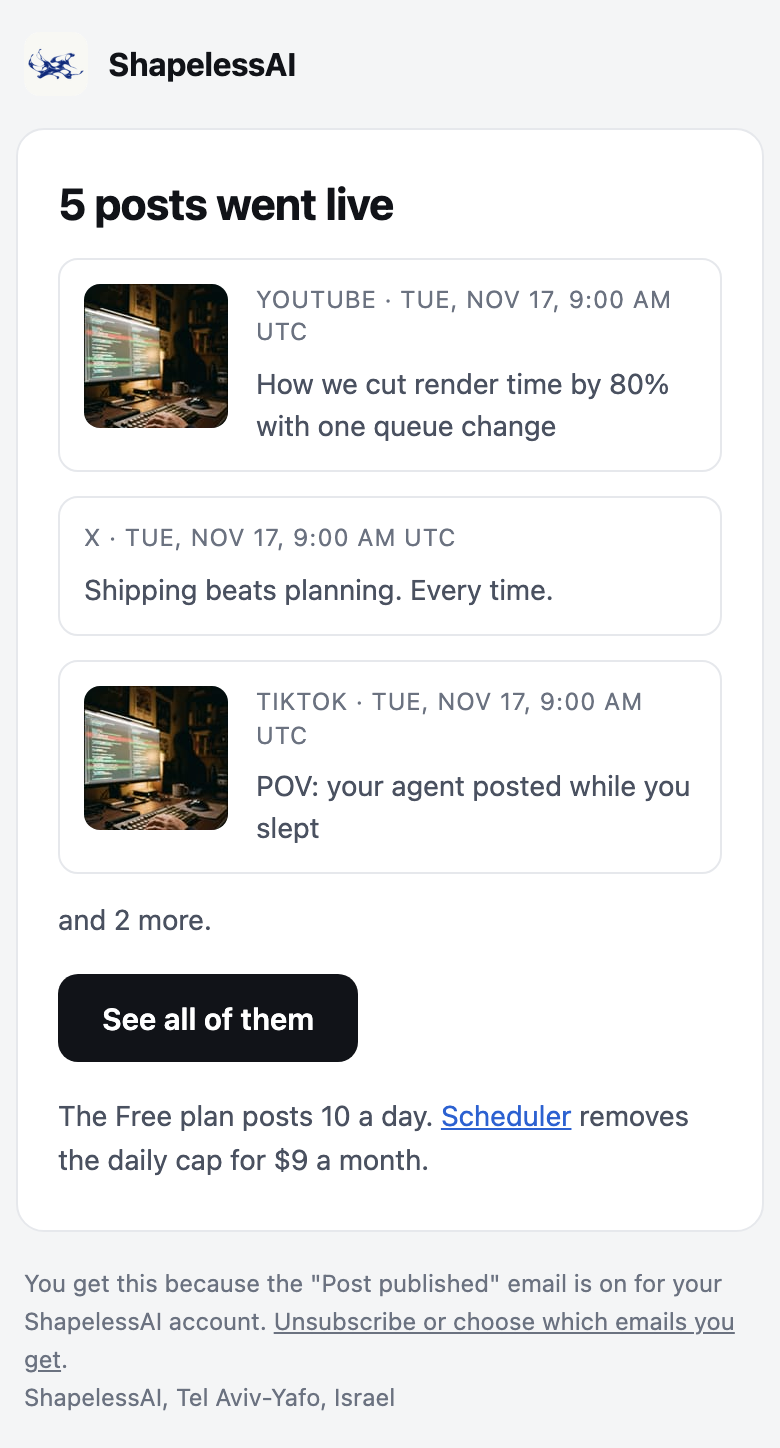 ShapelessAI
5 posts went live
YOUTUBE · TUE, NOV 17, 9:00 AM
UTC
How we cut render time by 80%
with one queue change
X · TUE, NOV 17, 9:00 AM UTC
Shipping beats planning. Every time.
TIKTOK · TUE, NOV 17, 9:00 AM
UTC
POV: your agent posted while you
slept
and 2 more.
See all of them
The Free plan posts 10 a day. Scheduler removes
the daily cap for $9 a month.
You get this because the "Post published" email is on for your
ShapelessAI account. Unsubscribe or choose which emails you
get.
ShapelessAI, Tel Aviv-Yafo, Israel